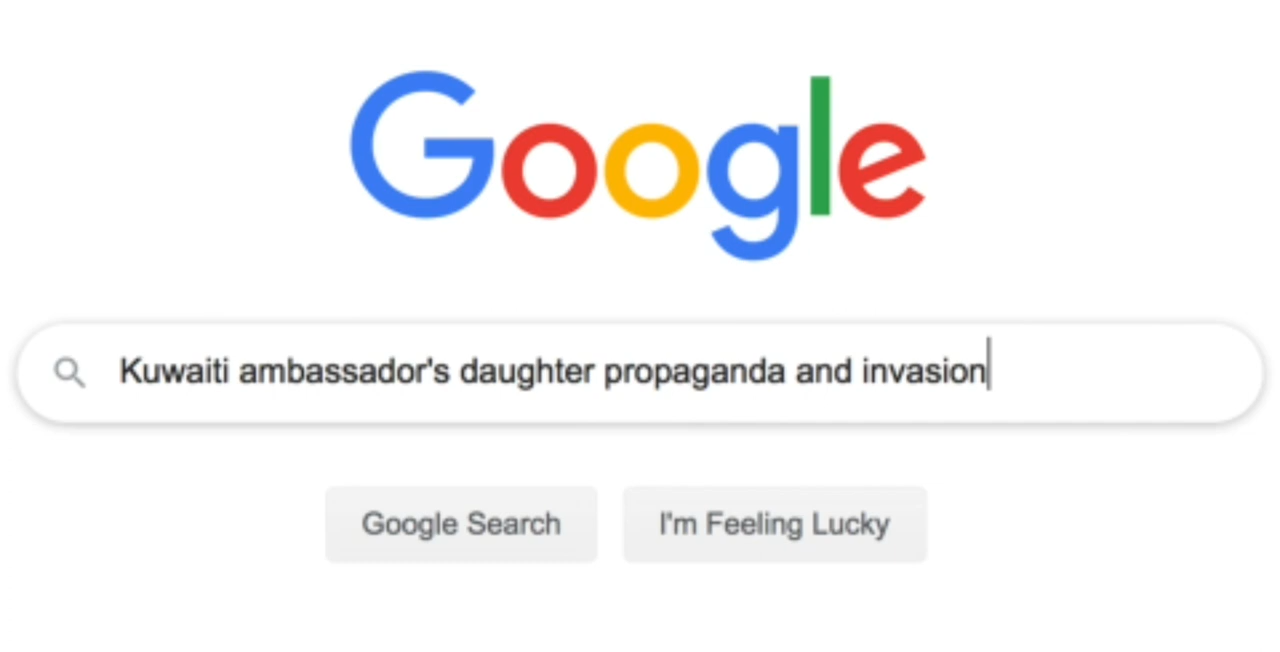 Google
Kuwaiti ambassador's daughter propaganda and invasion
Google Search
I'm Feeling Lucky